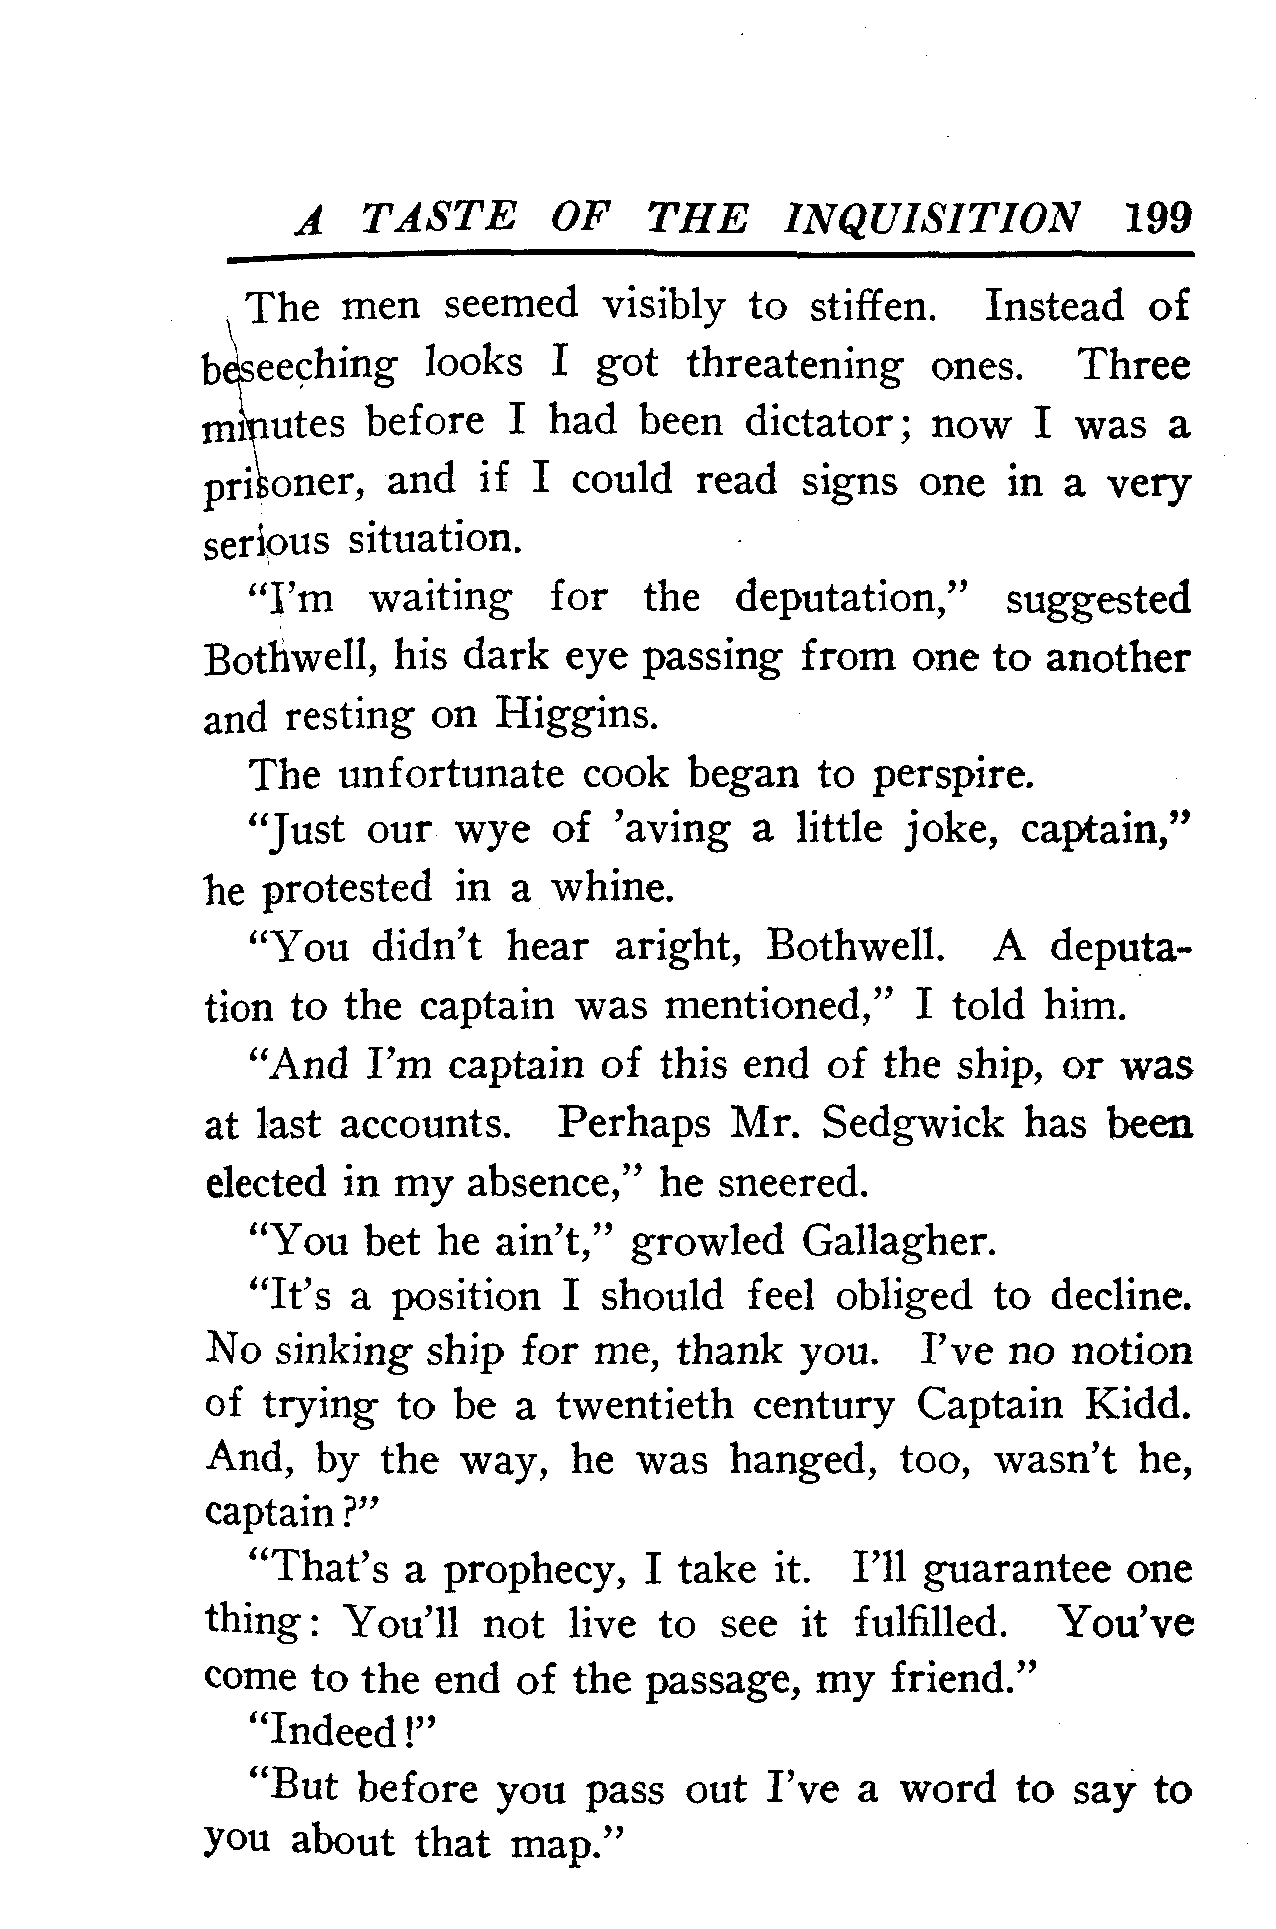 A TASTE OF THE INQUISITION 199
The men seemed visibly to stiffen. Instead of
beseeching looks I got threatening ones. Three
minutes before I had been dictator; now I was a
prisoner, and if I could read signs one in a very
serious situation.
“I’m waiting for the deputation,” suggested
Bothwell, his dark eye passing from one to another
and resting on Higgins.
The unfortunate cook began to perspire.
“Just our wye of ’aving a little joke, captain,”
he protested in a whine.
“You didn’t hear aright, Bothwell. A deputa-
tion to the captain was mentioned,” I told him.
“And I’m captain of this end of the ship, or was
at last accounts. Perhaps Mr. Sedgwick has been
elected in my absence,” he sneered.
“You bet he ain’t,” growled Gallagher.
“It’s a position I should feel obliged to decline.
No sinking ship for me, thank you. I’ve no notion
of trying to be a twentieth century Captain Kidd.
And, by the way, he was hanged, too, wasn’t he,
captain?”
“That’s a prophecy, I take it. I’ll guarantee one
thing: You’ll not live to see it fulfilled. You’ve
come to the end of the passage, my friend.”
“Indeed!”
“But before you pass out I’ve a word to say to
you about that map.”